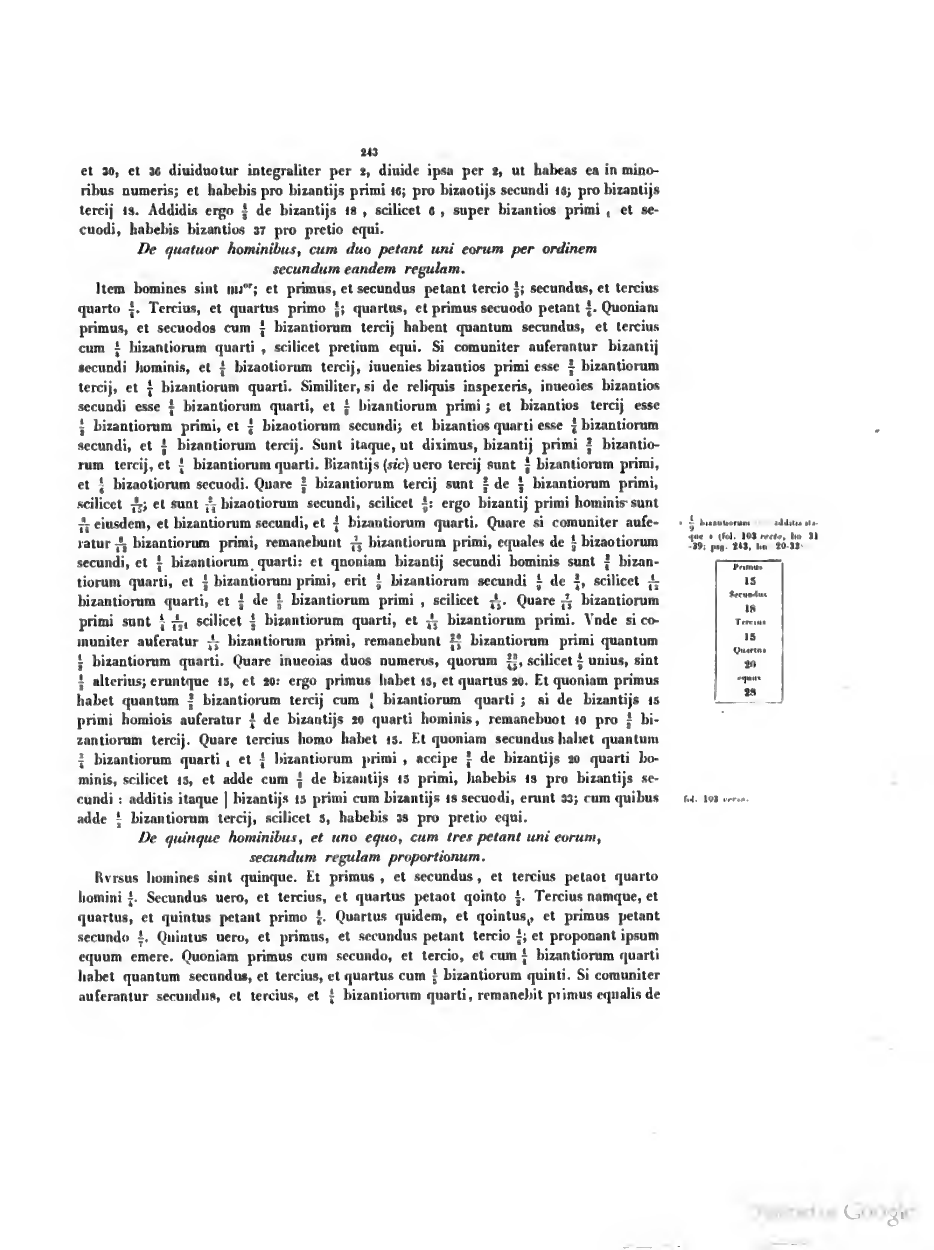 243
et 30, et 36 diuiduntur integraliter per 2, diuide ipsa per 2, ut habeas ea in mino-
ribus numeris; et habebis pro bizantijs primi 16; pro bizantijs secundi 15; pro bizantijs
tercij 18. Addidis ergo 1/3 de bizantijs 18 , scilicet 6 , super bizantios primi , et se-
cundi, habebis bizantios 37 pro pretio equi.
De quatuor hominibus, cum duo petant uni eorum per ordinem
secundum eandem regulam.
Item homines sint IIIJor; et primus, et secundus petant tercio 1/3; secundus, et tercius
quarto 1/4. Tercius, et quartus primo 1/5; quartus, et primus secundo petant 1/6. Quoniam
primus, et secundus cum 1/3 bizantiorum tercij habent quantum secundus, et tercius
cum 1/4 bizantiorum quarti , scilicet pretium equi. Si comuniter auferantur bizantij
secundi hominis, et 1/3 bizantiorum tercij, inuenies bizantios primi esse 2/3 bizantiorum
tercij, et 1/4 bizantiorum quarti. Similiter, si de reliquis inspexeris, inuenies bizantios
secundi esse 3/4 bizantiorum quarti, et 1/5 bizantiorum primi ; et bizantios tercij esse
4/5 bizantiorum primi, et 1/6 bizantiorum secundi; et bizantios quarti esse 5/6 bizantiorum
secundi, et 1/3 bizantiorum tercij. Sunt itaque, ut diximus, bizantij primi 2/3 bizantio-
rum tercij, et 1/4 bizantiorum quarti. Bizantijs (sic) uero tercij sunt 4/5 bizantiorum primi,
et 1/6 bizantiorum secundi. Quare 2/3 bizantiorum tercij sunt 2/3 de 4/5 bizantiorum primi,
scilicet 8/15; et sunt 2/18 bizantiorum secundi, scilicet 1/9: ergo bizantij primi hominis sunt
8/15 eiusdem, et bizantiorum secundi, et 1/4 bizantiorum quarti. Quare si comuniter aufe-
ratur 8/15 bizantiorum primi, remanebunt 7/15 bizantiorum primi, equales de 1/9 bizantiorum
secundi, et 1/4 bizantiorum quarti: et quoniam bizantij secundi hominis sunt 3/4 bizan-
tiorum quarti, et 1/5 bizantiorum primi, erit 1/9 bizantiorum secundi 1/9 de 3/4, scilicet 1/12
bizantiorum quarti, et 1/9 de 1/5 bizantiorum primi , scilicet 1/45. Quare 7/15 bizantiorum
primi sunt 1/4 1/12, scilicet 1/3 bizantiorum quarti, et 1/45 bizantiorum primi. Vnde si co-
muniter auferatur 1/45 bizantiorum primi, remanebunt 20/45 bizantiorum primi quantum
1/3 bizantiorum quarti. Quare inueoias duos numerus, quorum 20/45, scilicet 4/9 unius, sint
1/3 alterius; eruntque 15, et 20: ergo primus habet 15, et quartus 20. Et quoniam primus
habet quantum 2/3 bizantiorum tercij cum 1/4 bizantiorum quarti ; si de bizantijs 15
primi hominis auferatur 1/4 de bizantijs 20 quarti hominis, remanebunt 10 pro 2/3 bi-
zantiorum tercij. Quare tercius homo habet 15. Et quoniam secundus habet quantum
3/4 bizantiorum quarti , et 1/5 bizantiorum primi , accipe 3/4 de bizantijs 20 quarti ho-
minis, scilicet 15, et adde cum 1/5 de bizantijs 15 primi, habebis 18 pro bizantijs se-
cundi : additis itaque | bizantijs 15 primi cum bizantijs 18 secundi, erunt 33; cum quibus
adde 1/3 bizantiorum tercij, scilicet 5, habebis 38 pro pretio equi.
De quinque hominibus, et uno equo, cum tres petant uni eorum,
secundum regulam proportionum.
Rvrsus homines sint quinque. Et primus , et secundus , et tercius petant quarto
homini 1/4. Secundus uero, et tercius, et quartus petant quinto 1/5. Tercius namque, et
quartus, et quintus petant primo 1/6. Quartus quidem, et quintus, et primus petant
secundo 1/7. Quintus uero, et primus, et secundus petant tercio 1/8; et proponant ipsum
equum emere. Quoniam primus cum secundo, et tercio, et cum 1/4 bizantiorum quarti
habet quantum secundus, et tercius, et quartus cum 1/5 bizantiorum quinti. Si comuniter
auferantur secundus, et tercius, et 1/4 bizantiorum quarti, remanebit primus equalis de
« 1/9 bizantiorum additis ita-
que » (fol. 103 recto, lin 31
-39; pag. 243, lin 20-33
Primus
15
Secundus
18
Tercius
15
Quartus
20
equus
38
fol. 103 verso.
Digitized by Google